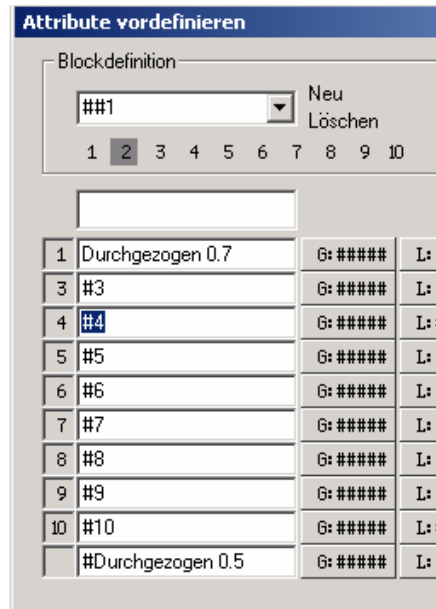 Attribute vordefinieren
Blockdefinition
##1
Neu
Löschen
1 2 3 4 5 6 7 8 9 10
1 Durchgezogen 0.7 G: ##### L:
3 #3 G: ##### L:
4 #4 G: ##### L:
5 #5 G: ##### L:
6 #6 G: ##### L:
7 #7 G: ##### L:
8 #8 G: ##### L:
9 #9 G: ##### L:
10 #10 G: ##### L:
#Durchgezogen 0.5 G: ##### L: